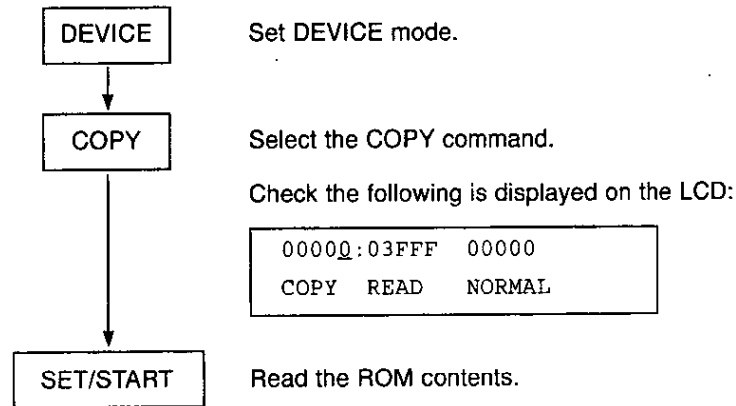 DEVICE Set DEVICE mode.
COPY Select the COPY command.
Check the following is displayed on the LCD:
00000:03FFF 00000
COPY READ NORMAL
SET/START Read the ROM contents.